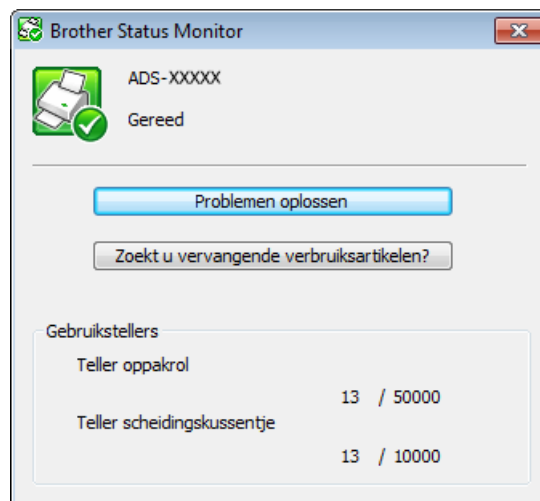 Brother Status Monitor
ADS-XXXXX
Gereed
Problemen oplossen
Zoekt u vervangende verbruiksartikelen?
Gebruikstellers
Teller oppakrol
13 / 50000
Teller scheidingskussentje
13 / 10000